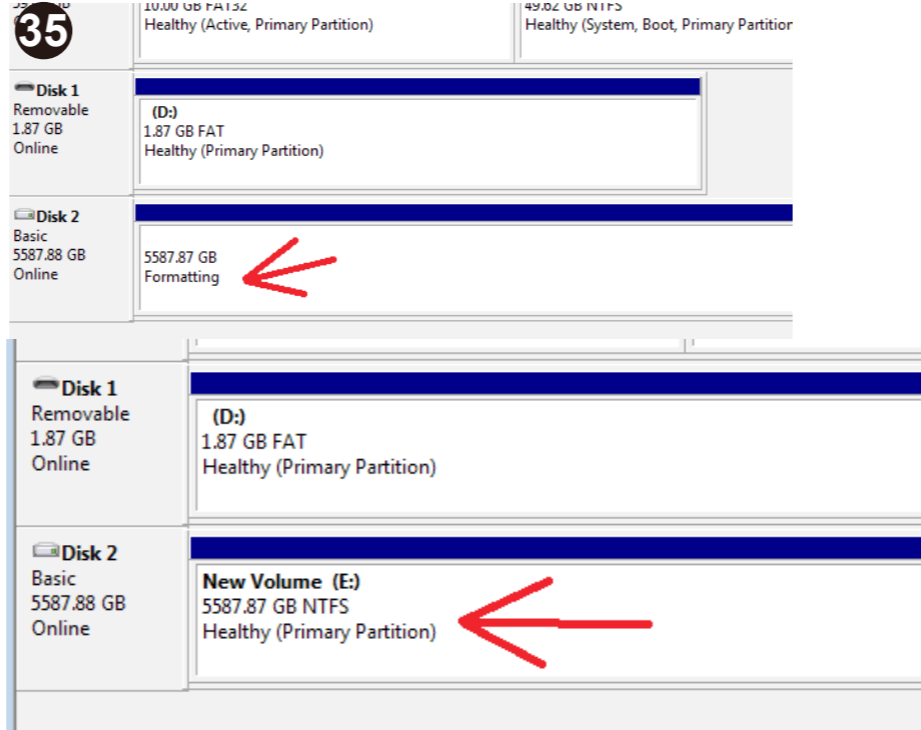 35
10.00 GB FAT32
49.62 GB NTFS
Healthy (Active, Primary Partition)
Healthy (System, Boot, Primary Partition
Disk 1
Removable
1.87 GB
Online
(D:)
1.87 GB FAT
Healthy (Primary Partition)
Disk 2
Basic
5587.88 GB
Online
5587.87 GB
Formatting
Disk 1
Removable
1.87 GB
Online
(D:)
1.87 GB FAT
Healthy (Primary Partition)
Disk 2
Basic
5587.88 GB
Online
New Volume (E:)
5587.87 GB NTFS
Healthy (Primary Partition)